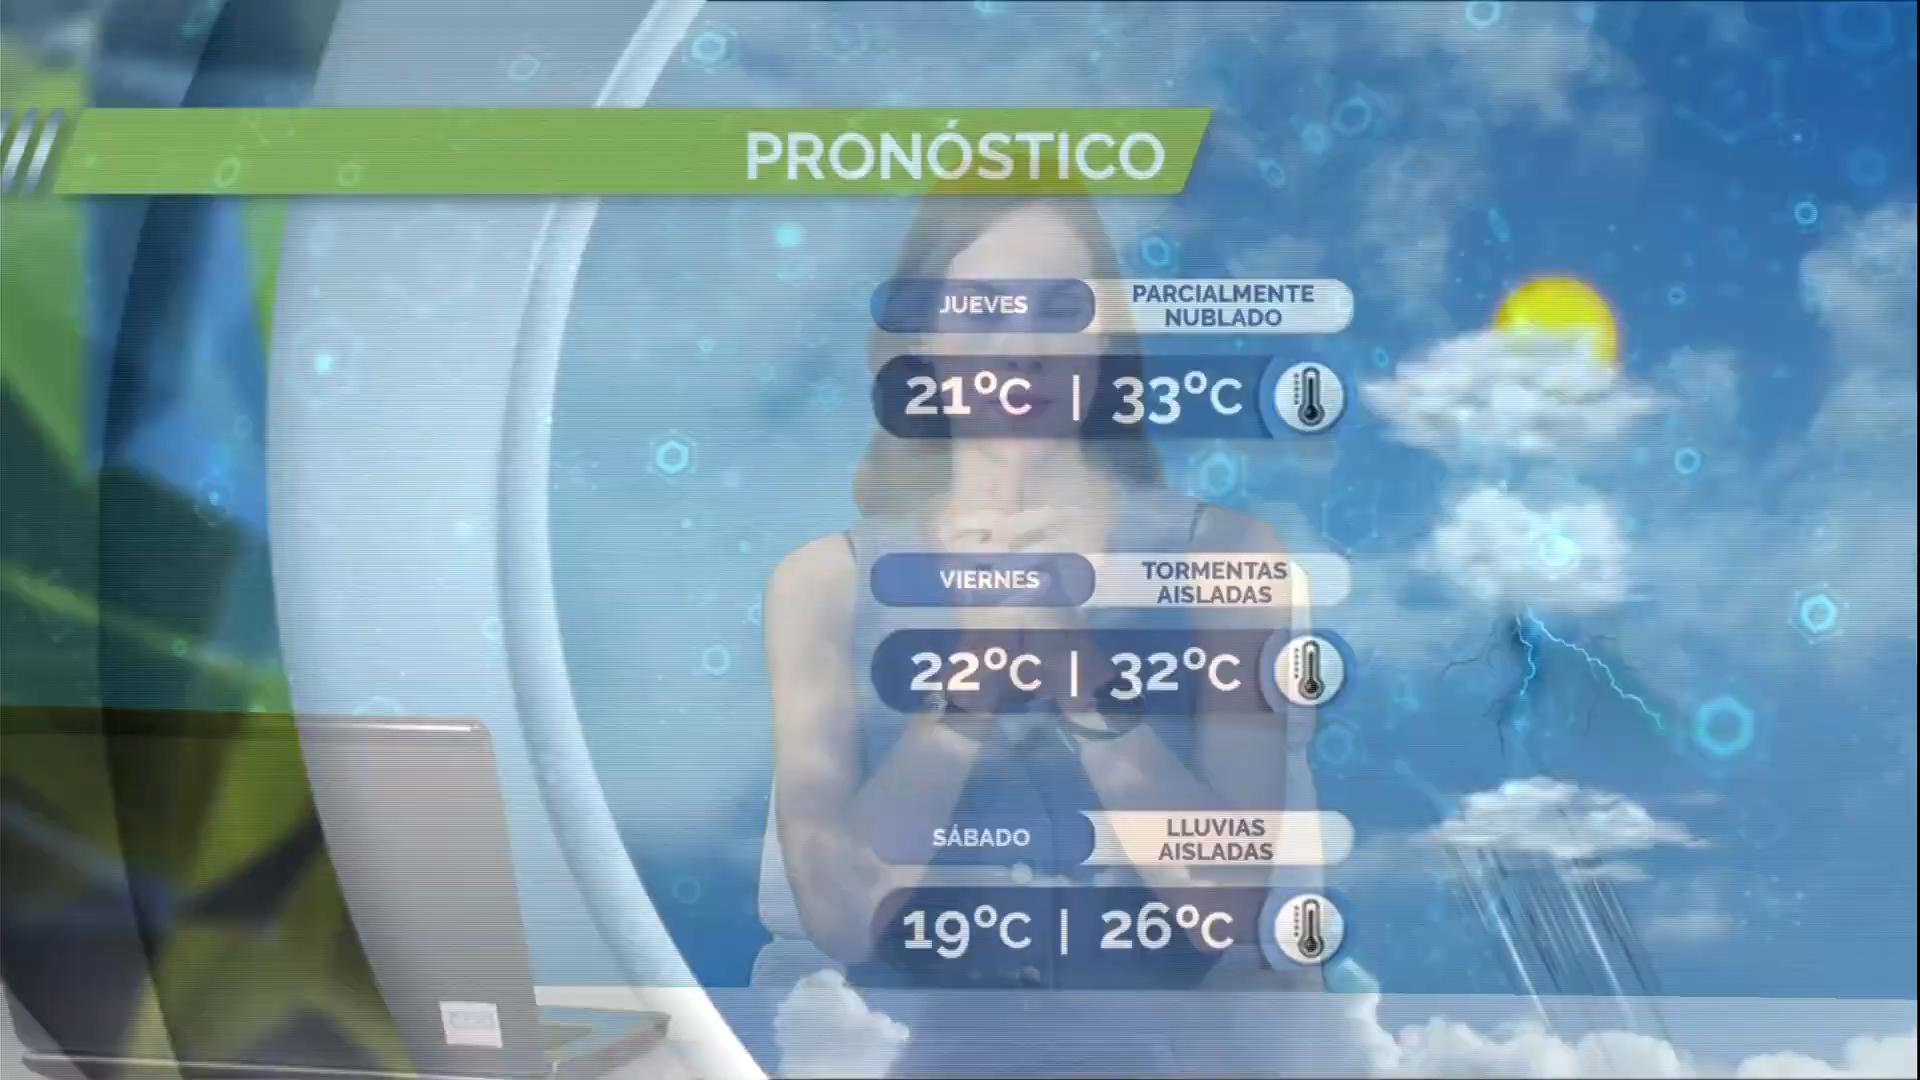 PRONÓSTICO
JUEVES
PARCIALMENTE
NUBLADO
21°C | 33°C
VIERNES
TORMENTAS
AISLADAS
22°C | 32°C
SÁBADO
LLUVIAS
AISLADAS
19°C | 26°C